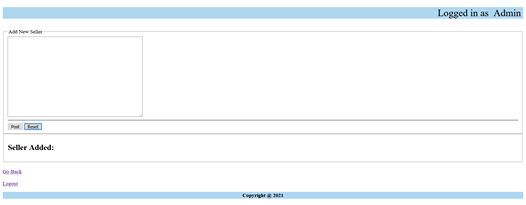 Logged in as Admin
Add New Seller
Post Reset
Seller Added:
Go Back
Logout
Copyright @ 2021